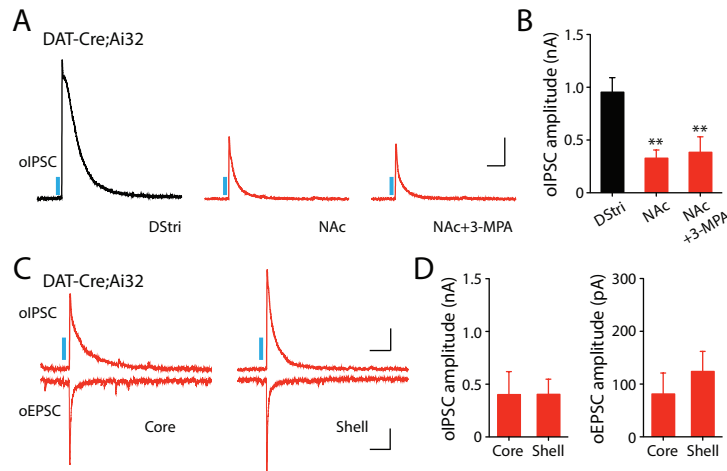 A
DAT-Cre;Ai32
oIPSC
DStri
NAc
NAc+3-MPA
B
oIPSC amplitude (nA)
1.5
1.0
0.5
0
**
**
DStri
NAc
NAc
+3-MPA
C
DAT-Cre;Ai32
oIPSC
oEPSC
Core
Shell
D
oIPSC amplitude (nA)
1.5
1.0
0.5
0
Core
Shell
oEPSC amplitude (pA)
300
200
100
0
Core
Shell